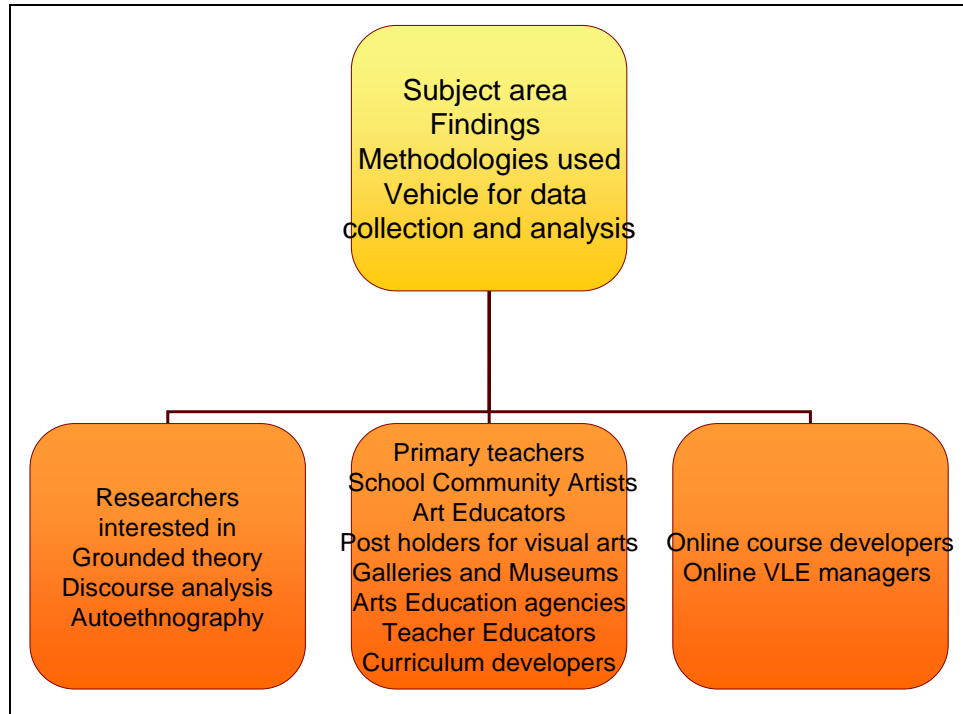 Subject area
Findings
Methodologies used
Vehicle for data
collection and analysis
Researchers
interested in
Grounded theory
Discourse analysis
Autoethnography
Primary teachers
School Community Artists
Art Educators
Post holders for visual arts
Galleries and Museums
Arts Education agencies
Teacher Educators
Curriculum developers
Online course developers
Online VLE managers